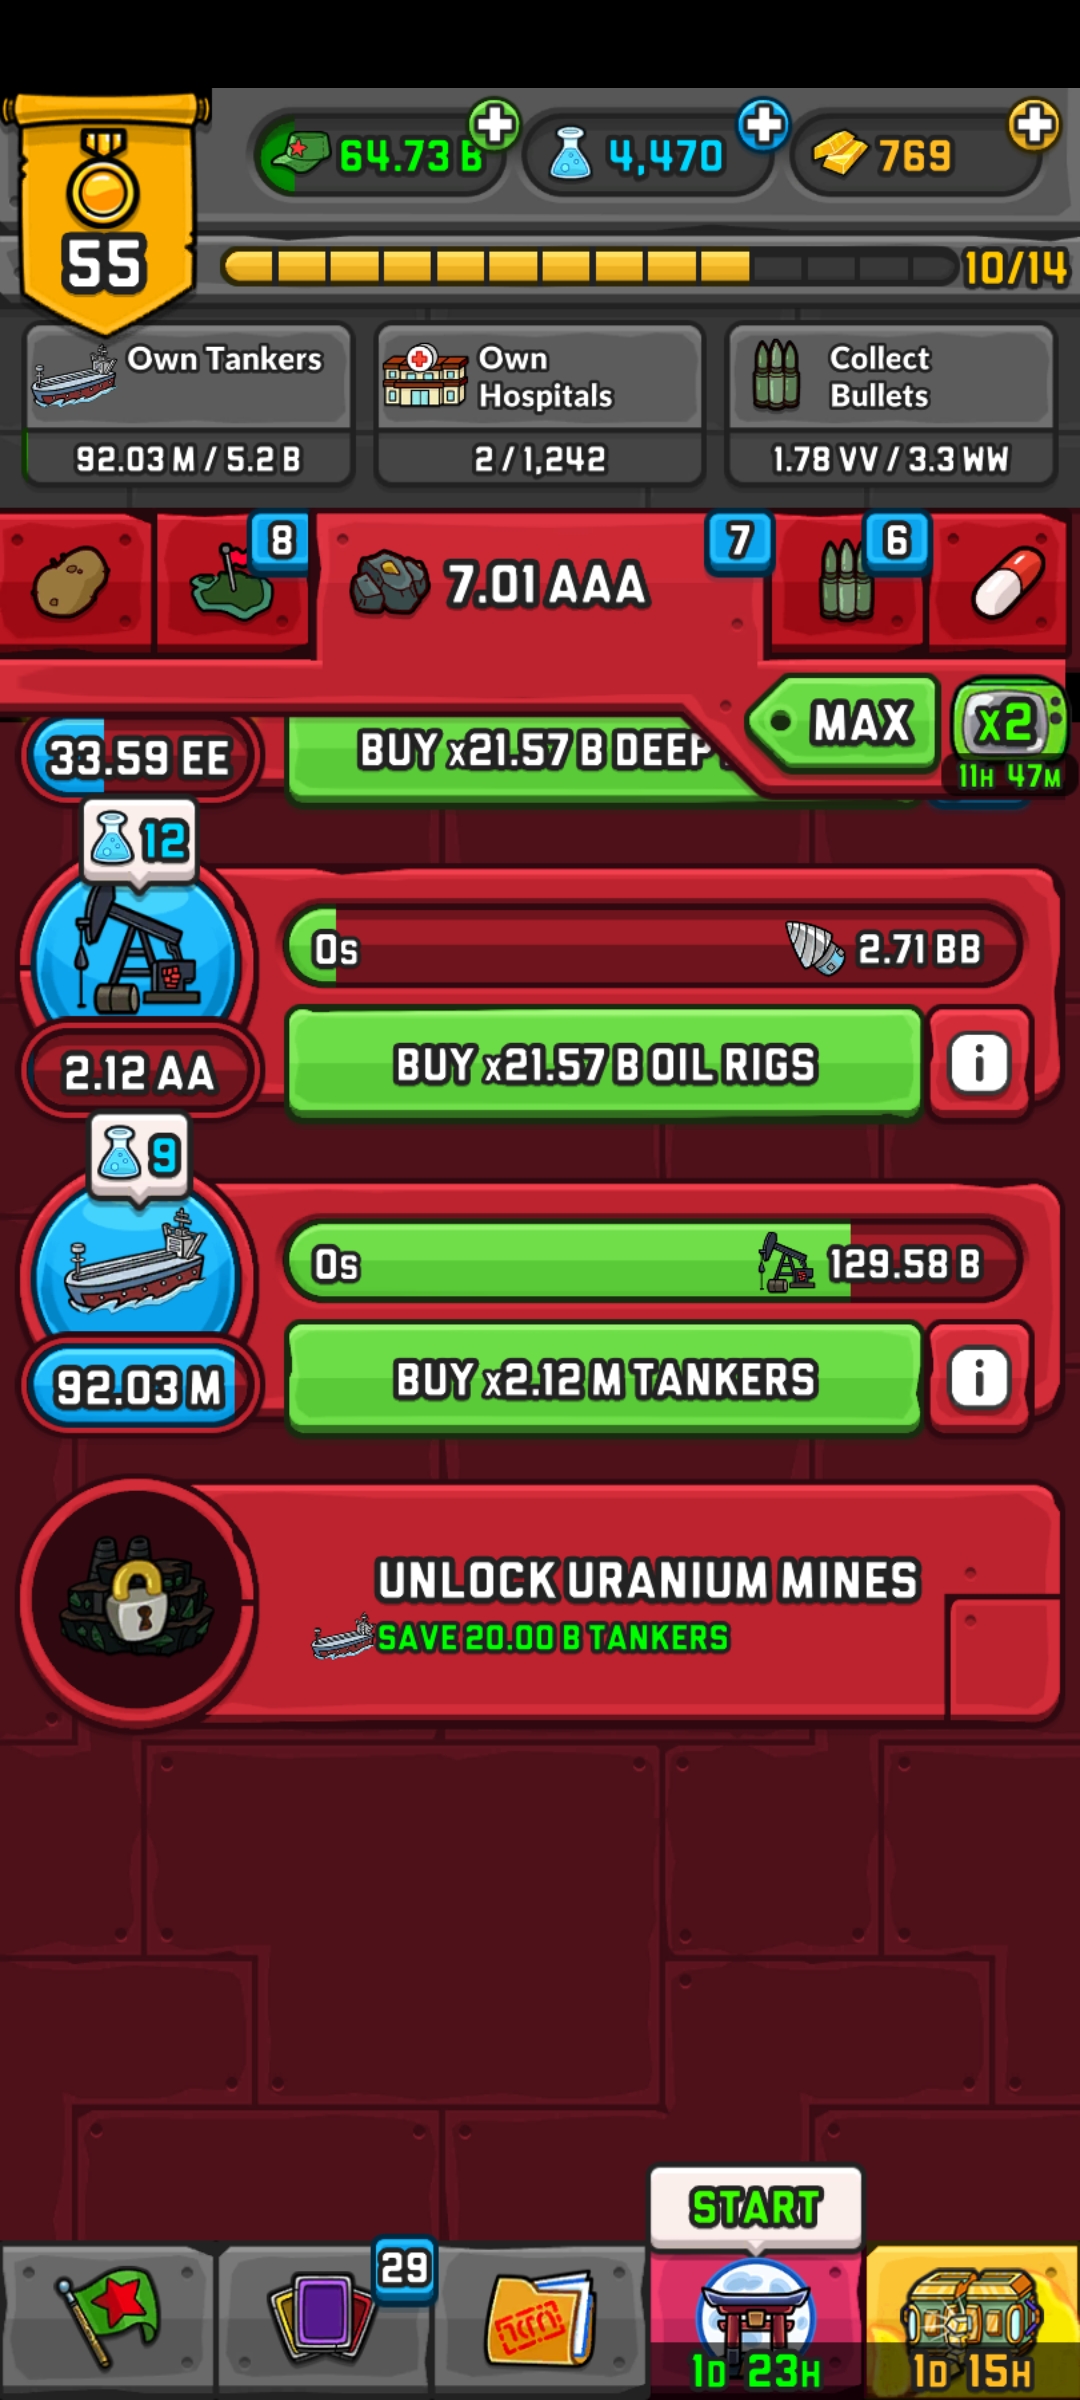 64.73 B
4,470
769
55
10/14
Own Tankers
92.03 M / 5.2 B
Own
Hospitals
2 / 1,242
Collect
Bullets
1.78 VV / 3.3 WW
8
7.01 AAA
7
6
MAX
x2
11H 47M
33.59 EE
BUY x21.57 B DEEP
12
0s
2.71 BB
2.12 AA
BUY x21.57 B OIL RIGS
i
9
0s
129.58 B
92.03 M
BUY x2.12 M TANKERS
i
UNLOCK URANIUM MINES
SAVE 20.00 B TANKERS
START
29
1D 23H
1D 15H